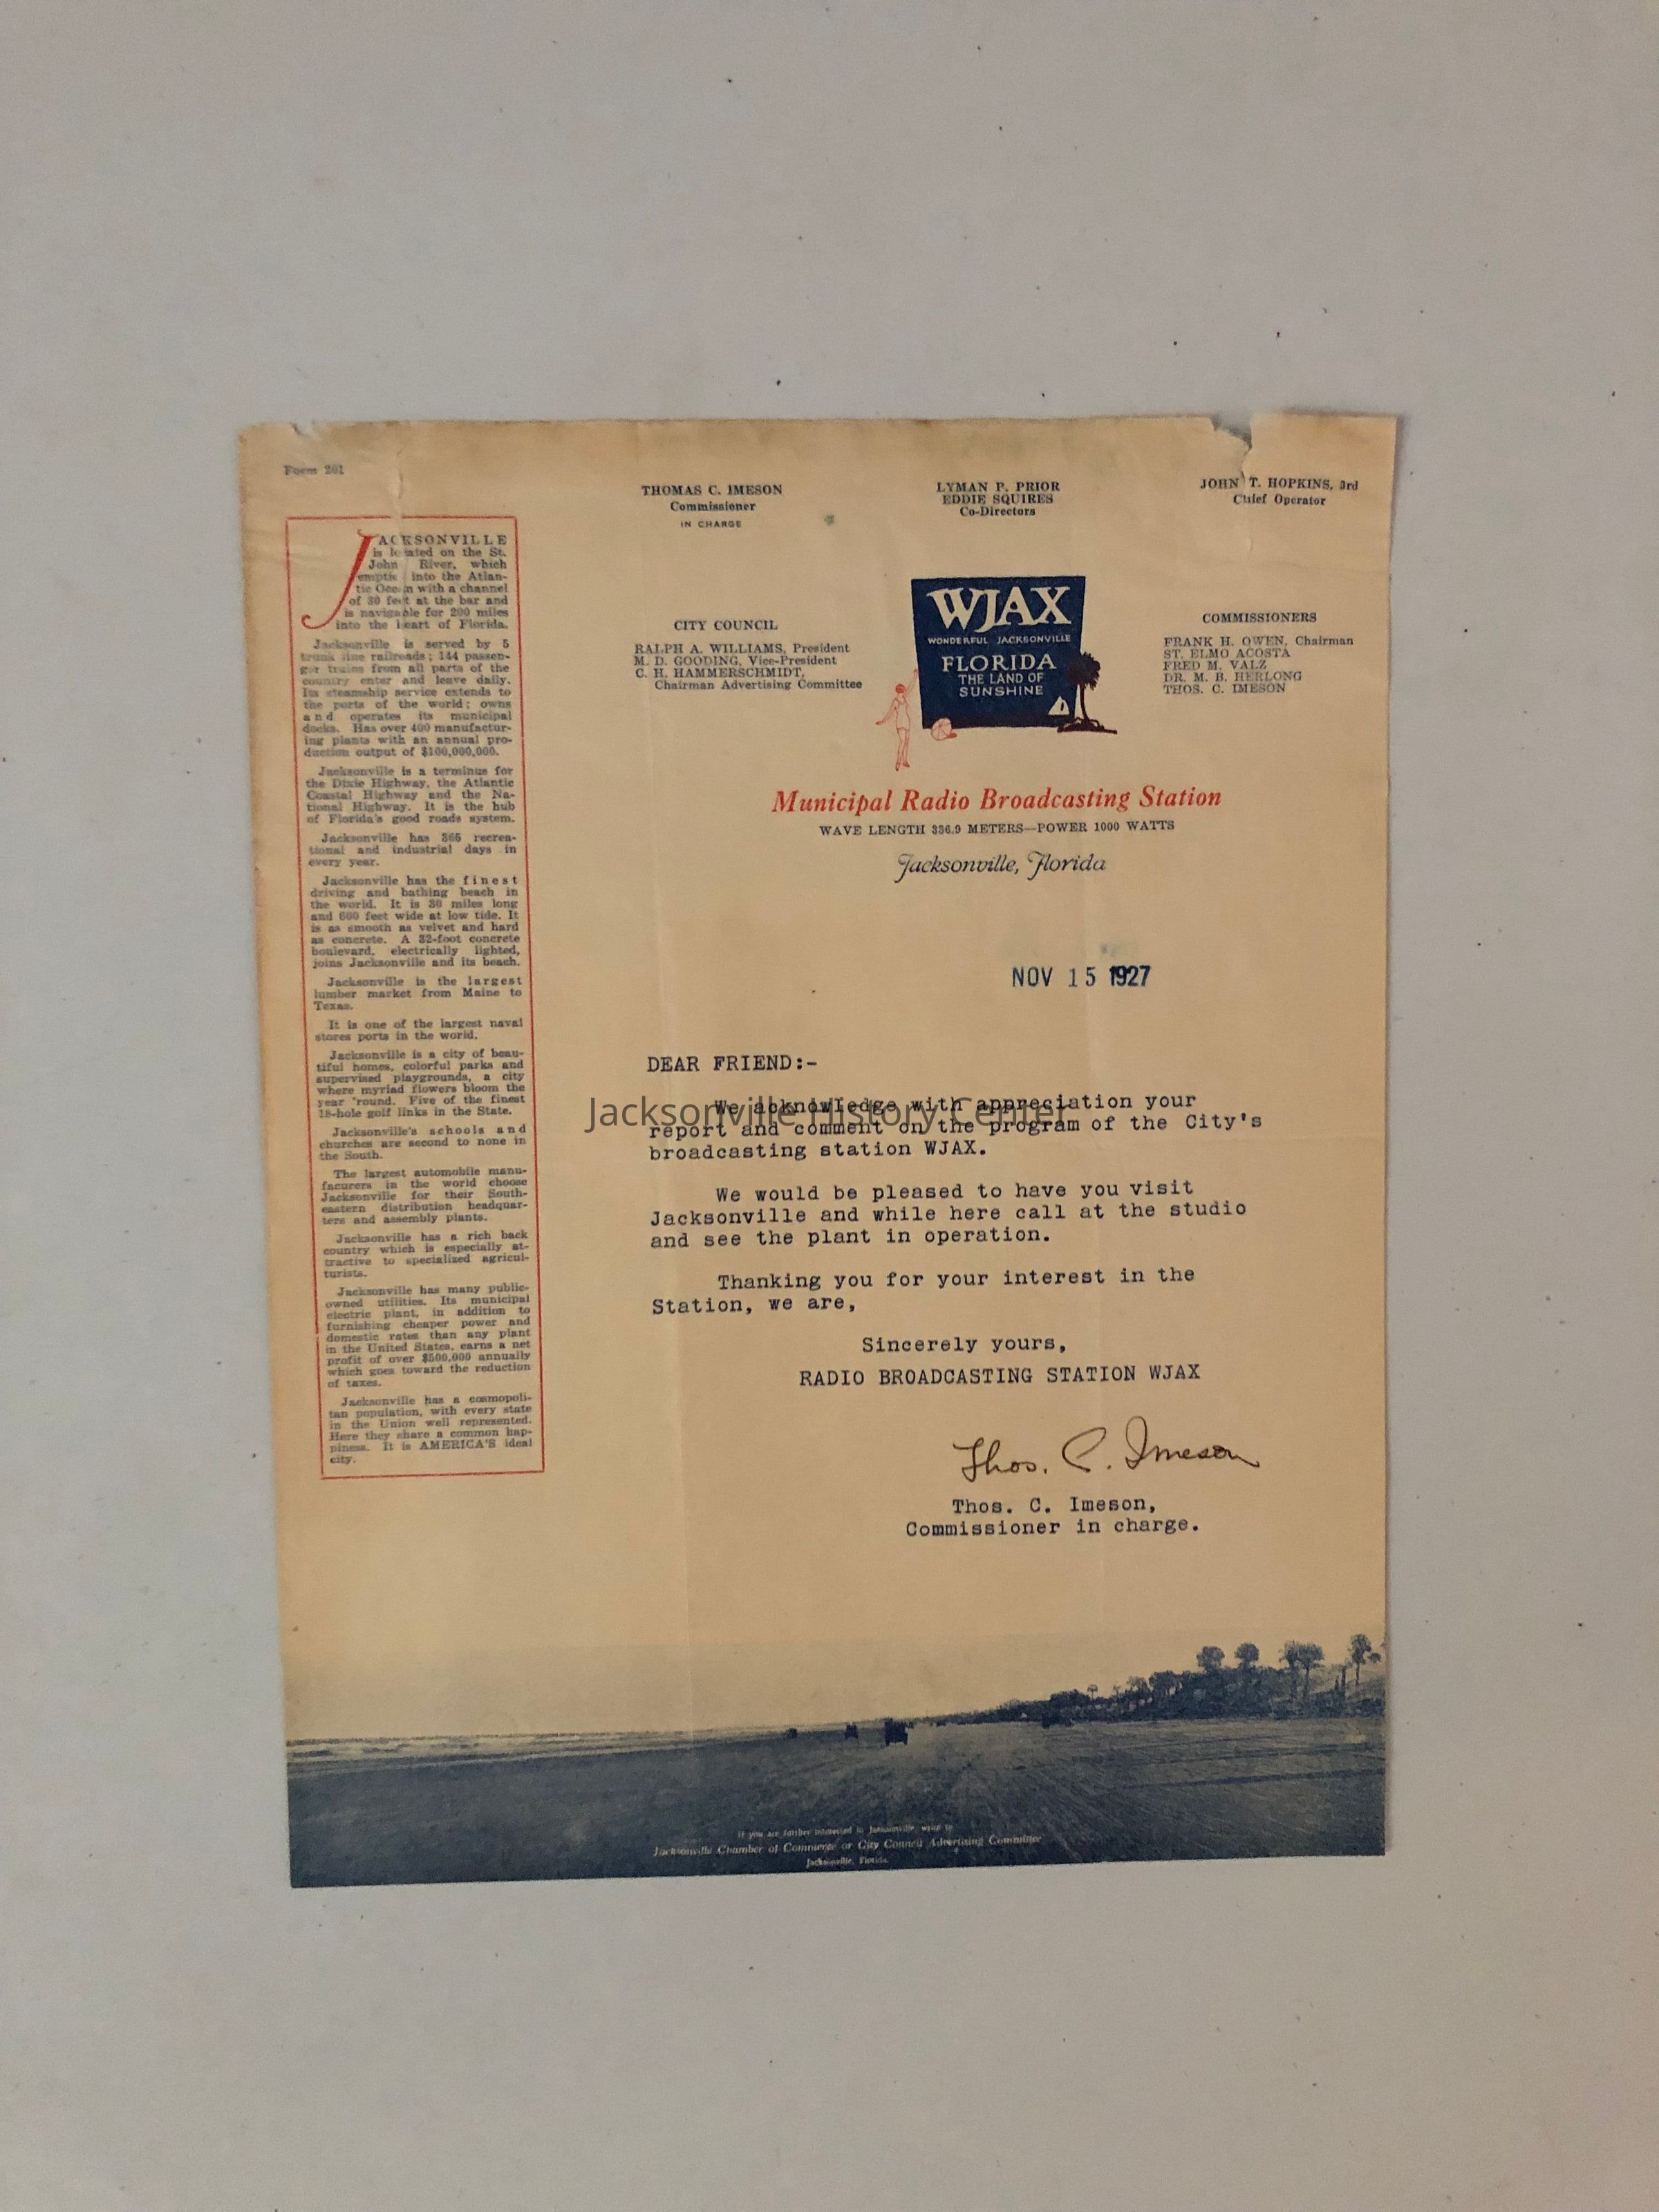 Form 201
THOMAS C. IMESON
Commissioner
IN CHARGE
LYMAN P. PRIOR
EDDIE SQUIRES
Co-Directors
JOHN T. HOPKINS, 3rd
Chief Operator
JACKSONVILLE
is located on the St.
John River, which
empties into the Atlan-
tic Ocean with a channel
of 30 feet at the bar and
is navigable for 200 miles
into the heart of Florida.
Jacksonville is served by 5
trunk line railroads; 144 passen-
ger trains from all parts of the
country enter and leave daily.
Its steamship service extends to
the ports of the world; owns
and operates its municipal
docks. Has over 400 manufactur-
ing plants with an annual pro-
duction output of $100,000,000.
Jacksonville is a terminus for
the Dixie Highway, the Atlantic
Coastal Highway and the Na-
tional Highway. It is the hub
of Florida's good roads system.
Jacksonville has 365 recrea-
tional and industrial days in
every year.
Jacksonville has the finest
driving and bathing beach in
the world. It is 30 miles long
and 600 feet wide at low tide. It
is as smooth as velvet and hard
as concrete. A 32-foot concrete
boulevard, electrically lighted,
joins Jacksonville and its beach.
Jacksonville is the largest
lumber market from Maine to
Texas.
It is one of the largest naval
stores ports in the world.
Jacksonville is a city of beau-
tiful homes, colorful parks and
supervised playgrounds, a city
where myriad flowers bloom the
year 'round. Five of the finest
18-hole golf links in the State.
Jacksonville's schools and
churches are second to none in
the South.
The largest automobile manu-
facurers in the world choose
Jacksonville for their South-
eastern distribution headquar-
ters and assembly plants.
Jacksonville has a rich back
country which is especially at-
tractive to specialized agricul-
turists.
Jacksonville has many public-
owned utilities. Its municipal
electric plant, in addition to
furnishing cheaper power and
domestic rates than any plant
in the United States, earns a net
profit of over $500,000 annually
which goes toward the reduction
of taxes.
Jacksonville has a cosmopoli-
tan population, with every state
in the Union well represented.
Here they share a common hap-
piness. It is AMERICA'S ideal
city.
CITY COUNCIL
RALPH A. WILLIAMS, President
M. D. GOODING, Vice-President
C. H. HAMMERSCHMIDT,
Chairman Advertising Committee
WJAX
WONDERFUL JACKSONVILLE
FLORIDA
THE LAND OF
SUNSHINE
COMMISSIONERS
FRANK H. OWEN, Chairman
ST. ELMO ACOSTA
FRED M. VALZ
DR. M. B. HERLONG
THOS. C. IMESON
Municipal Radio Broadcasting Station
WAVE LENGTH 336.9 METERS—POWER 1000 WATTS
Jacksonville, Florida
NOV 15 1927
DEAR FRIEND:-
We acknowledge with appreciation your
report and comment on the program of the City's
broadcasting station WJAX.
Jacksonville History Center
We would be pleased to have you visit
Jacksonville and while here call at the studio
and see the plant in operation.
Thanking you for your interest in the
Station, we are,
Sincerely yours,
RADIO BROADCASTING STATION WJAX
Thos. C. Imeson
Thos. C. Imeson,
Commissioner in charge.
If you are further interested in Jacksonville, write to
Jacksonville Chamber of Commerce or City Council Advertising Committee
Jacksonville, Florida